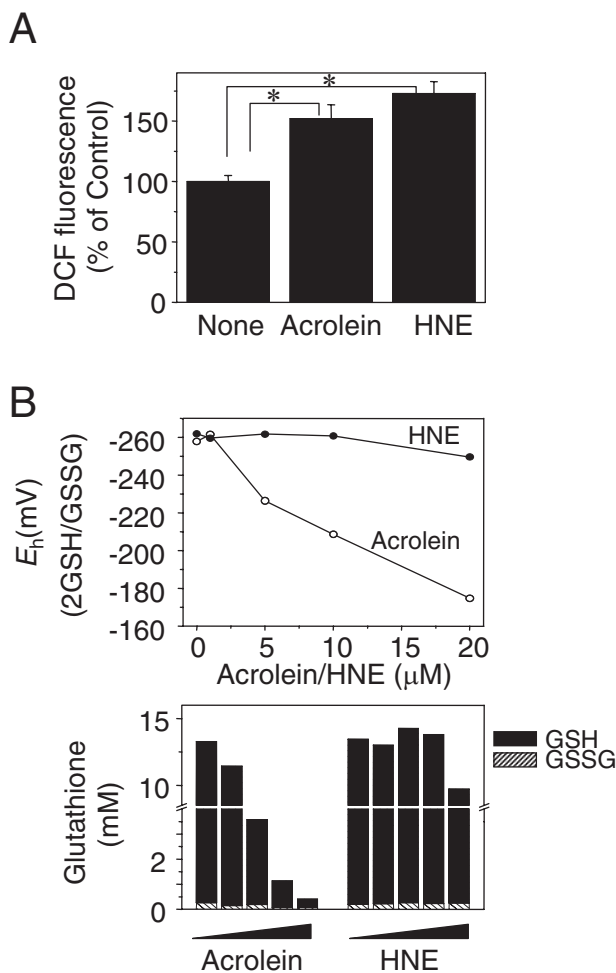 A
DCF fluorescence
(% of Control)
150
100
50
0
*
*
None Acrolein HNE
B
Eh(mV)
(2GSH/GSSG)
-260
-240
-220
-200
-180
-160
HNE
Acrolein
0 5 10 15 20
Acrolein/HNE (μM)
Glutathione
(mM)
15
10
2
0
GSH
GSSG
Acrolein HNE